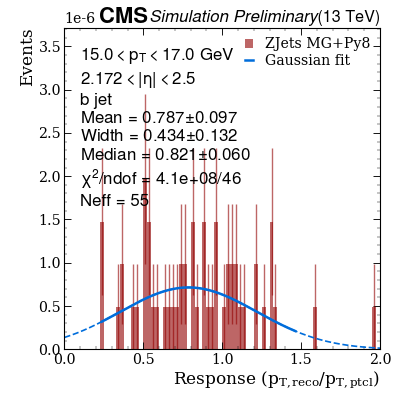 1e-6 CMS Simulation Preliminary (13 TeV)
Events
15.0 < p_T < 17.0 GeV
2.172 < |η| < 2.5
b jet
Mean = 0.787±0.097
Width = 0.434±0.132
Median = 0.821±0.060
χ²/ndof = 4.1e+08/46
Neff = 55
ZJets MG+Py8
Gaussian fit
3.5
3.0
2.5
2.0
1.5
1.0
0.5
0.0
0.0 0.5 1.0 1.5 2.0
Response (p_T,reco/p_T,ptcl)